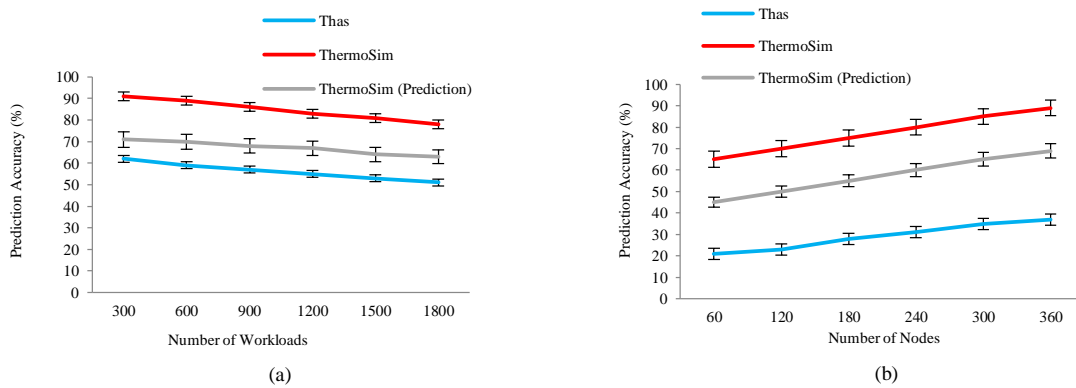 Thas
ThermoSim
ThermoSim (Prediction)
100
90
80
70
60
50
40
30
20
10
0
Prediction Accuracy (%)
300 600 900 1200 1500 1800
Number of Workloads
(a)
Thas
ThermoSim
ThermoSim (Prediction)
100
90
80
70
60
50
40
30
20
10
0
Prediction Accuracy (%)
60 120 180 240 300 360
Number of Nodes
(b)